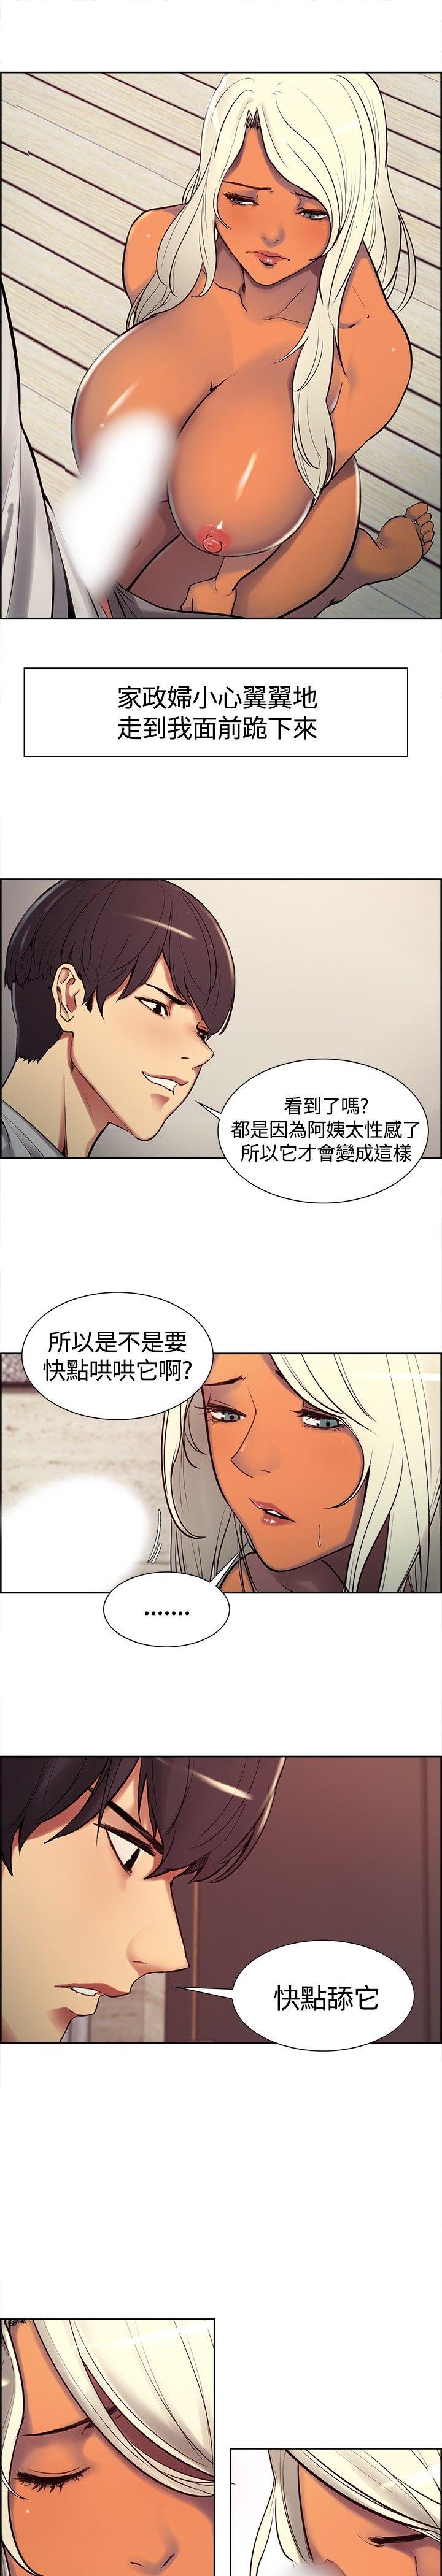 家政婦小心翼翼地
走到我面前跪下來
看到了嗎?
都是因為阿姨太性感了
所以它才會變成這樣
所以是不是要
快點哄哄它啊?
.......
快點舔它